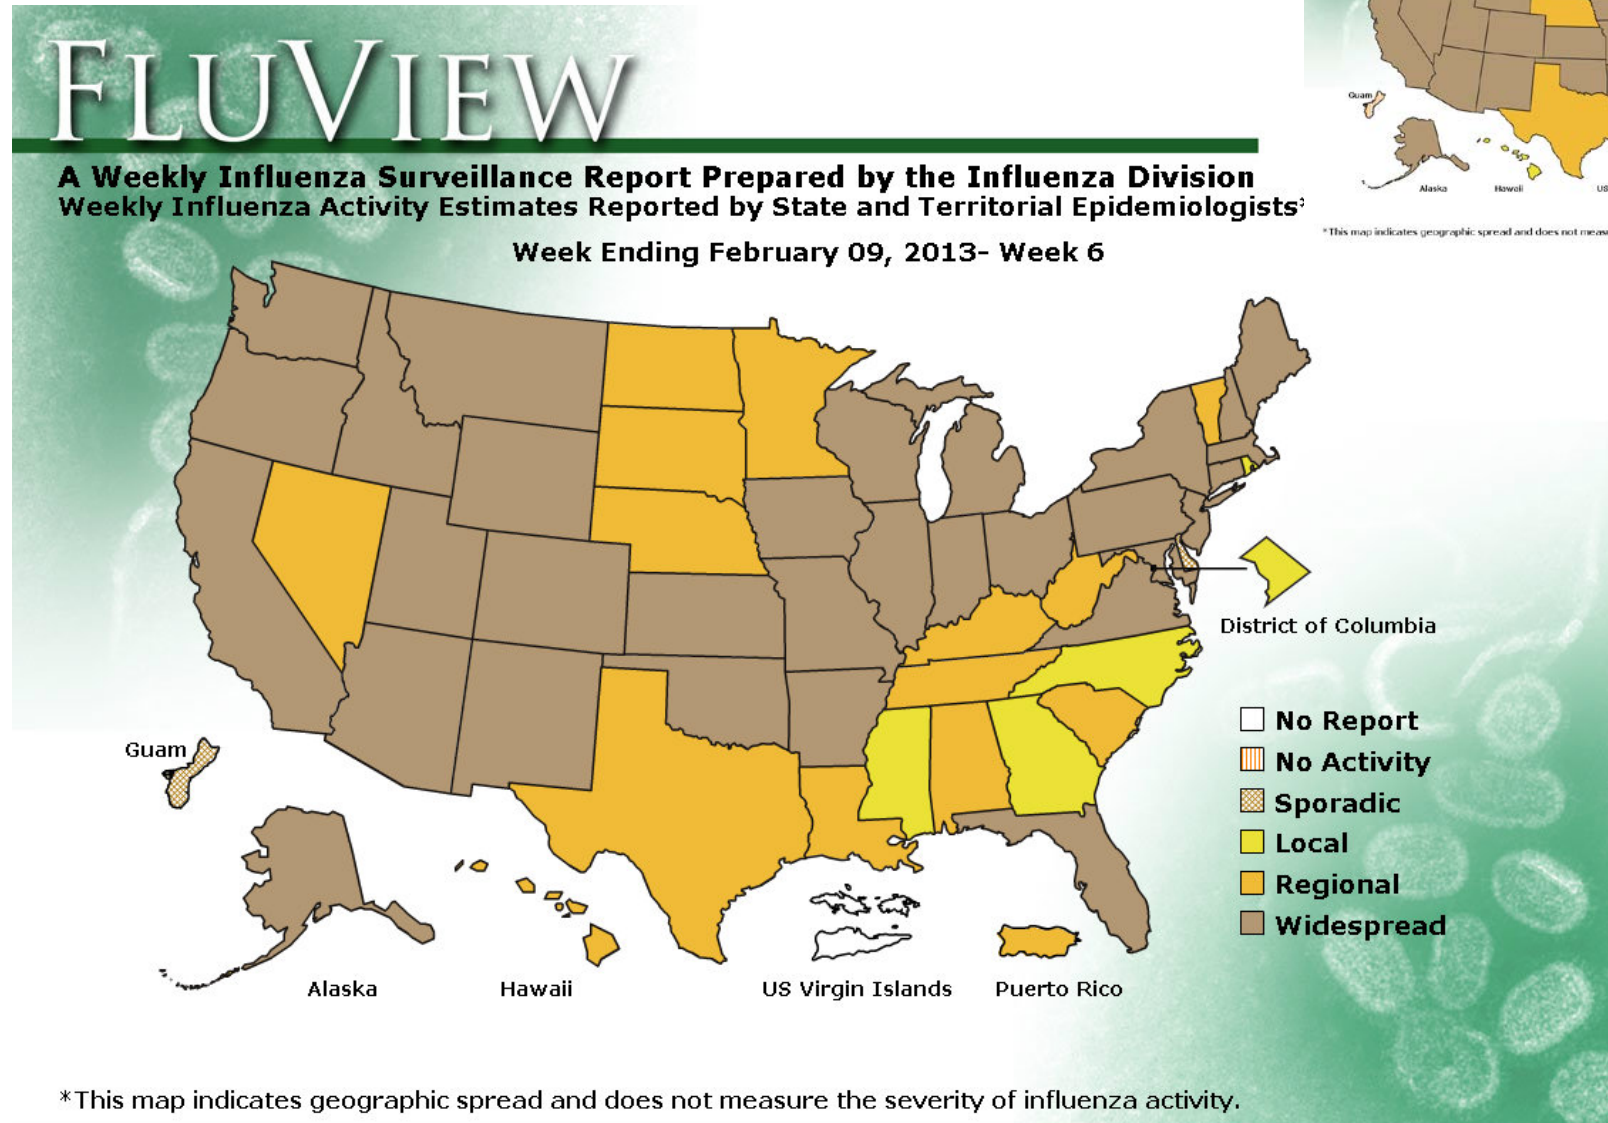 FLUVIEW
A Weekly Influenza Surveillance Report Prepared by the Influenza Division
Weekly Influenza Activity Estimates Reported by State and Territorial Epidemiologists*
Week Ending February 09, 2013- Week 6
Guam
Alaska
Hawaii
US
*This map indicates geographic spread and does not meas
District of Columbia
Guam
No Report
No Activity
Sporadic
Local
Regional
Widespread
Alaska
Hawaii
US Virgin Islands
Puerto Rico
*This map indicates geographic spread and does not measure the severity of influenza activity.